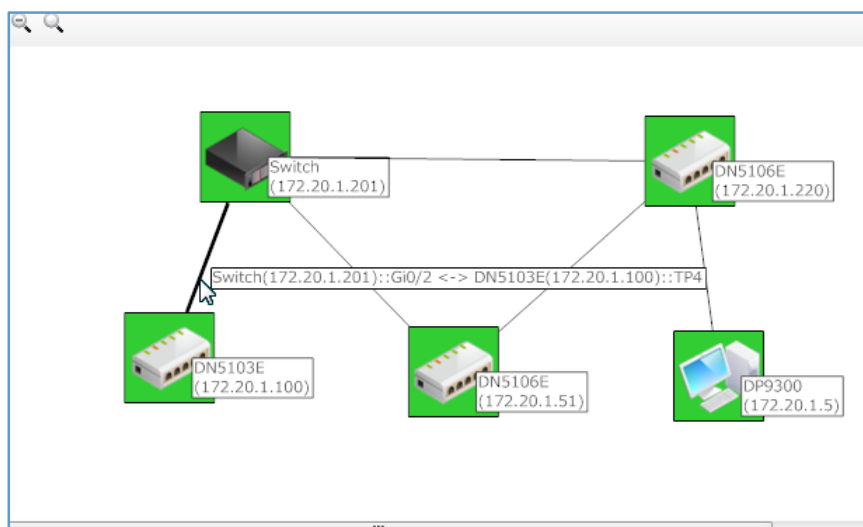 Switch
(172.20.1.201)
DN5106E
(172.20.1.220)
Switch(172.20.1.201)::Gi0/2 <-> DN5103E(172.20.1.100)::TP4
DN5103E
(172.20.1.100)
DN5106E
(172.20.1.51)
DP9300
(172.20.1.5)